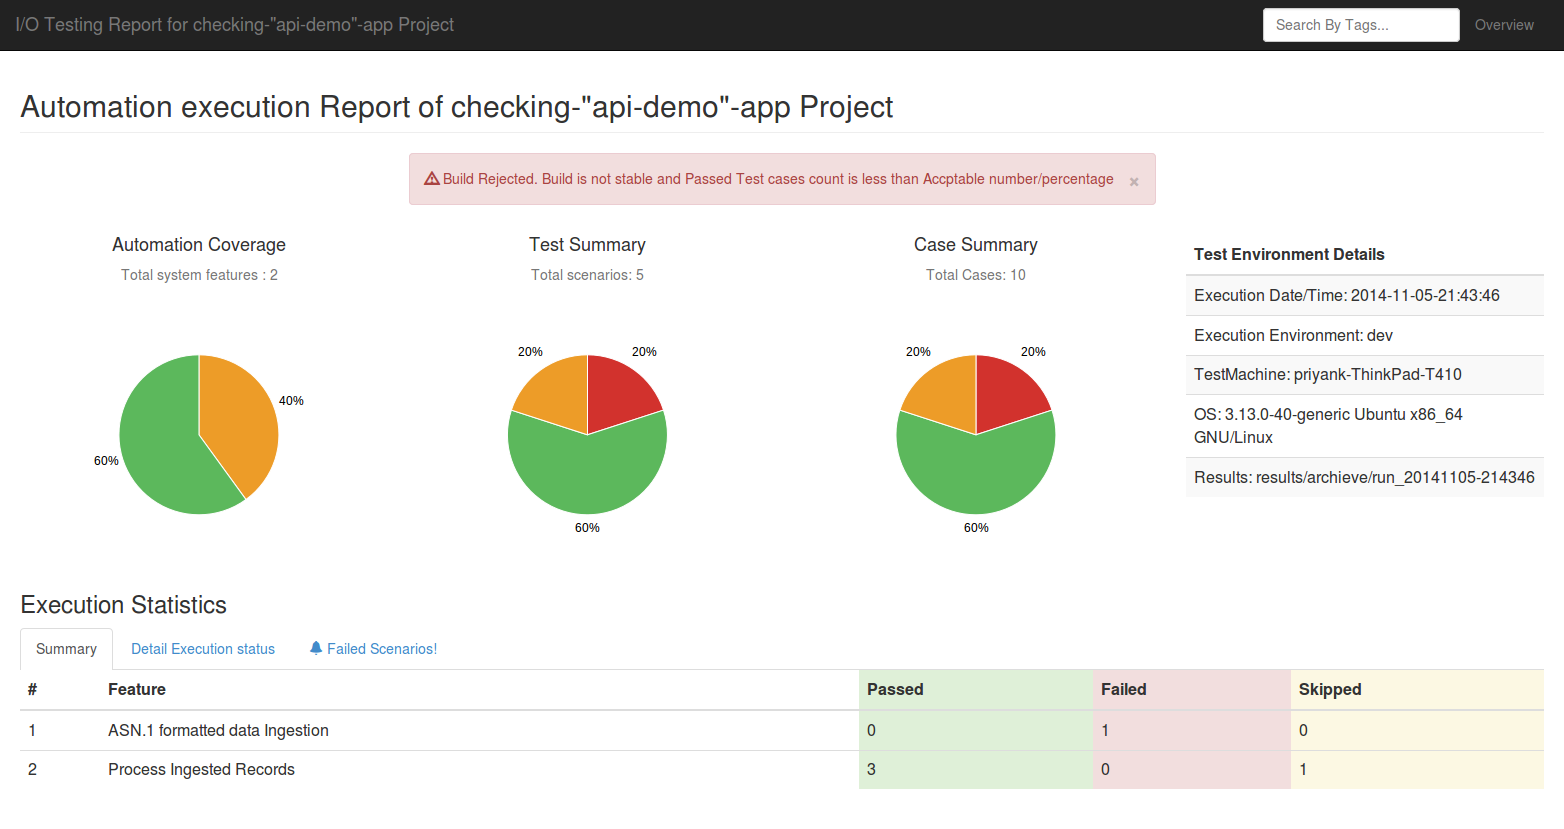 I/O Testing Report for checking-"api-demo"-app Project
Search By Tags...
Overview
Automation execution Report of checking-"api-demo"-app Project
Build Rejected. Build is not stable and Passed Test cases count is less than Accptable number/percentage ×
Automation Coverage
Total system features : 2
40%
60%
Test Summary
Total scenarios: 5
20%
20%
60%
Case Summary
Total Cases: 10
20%
20%
60%
Test Environment Details
Execution Date/Time: 2014-11-05-21:43:46
Execution Environment: dev
TestMachine: priyank-ThinkPad-T410
OS: 3.13.0-40-generic Ubuntu x86_64
GNU/Linux
Results: results/archieve/run_20141105-214346
Execution Statistics
Summary
Detail Execution status
Failed Scenarios!
# Feature Passed Failed Skipped
1 ASN.1 formatted data Ingestion 0 1 0
2 Process Ingested Records 3 0 1